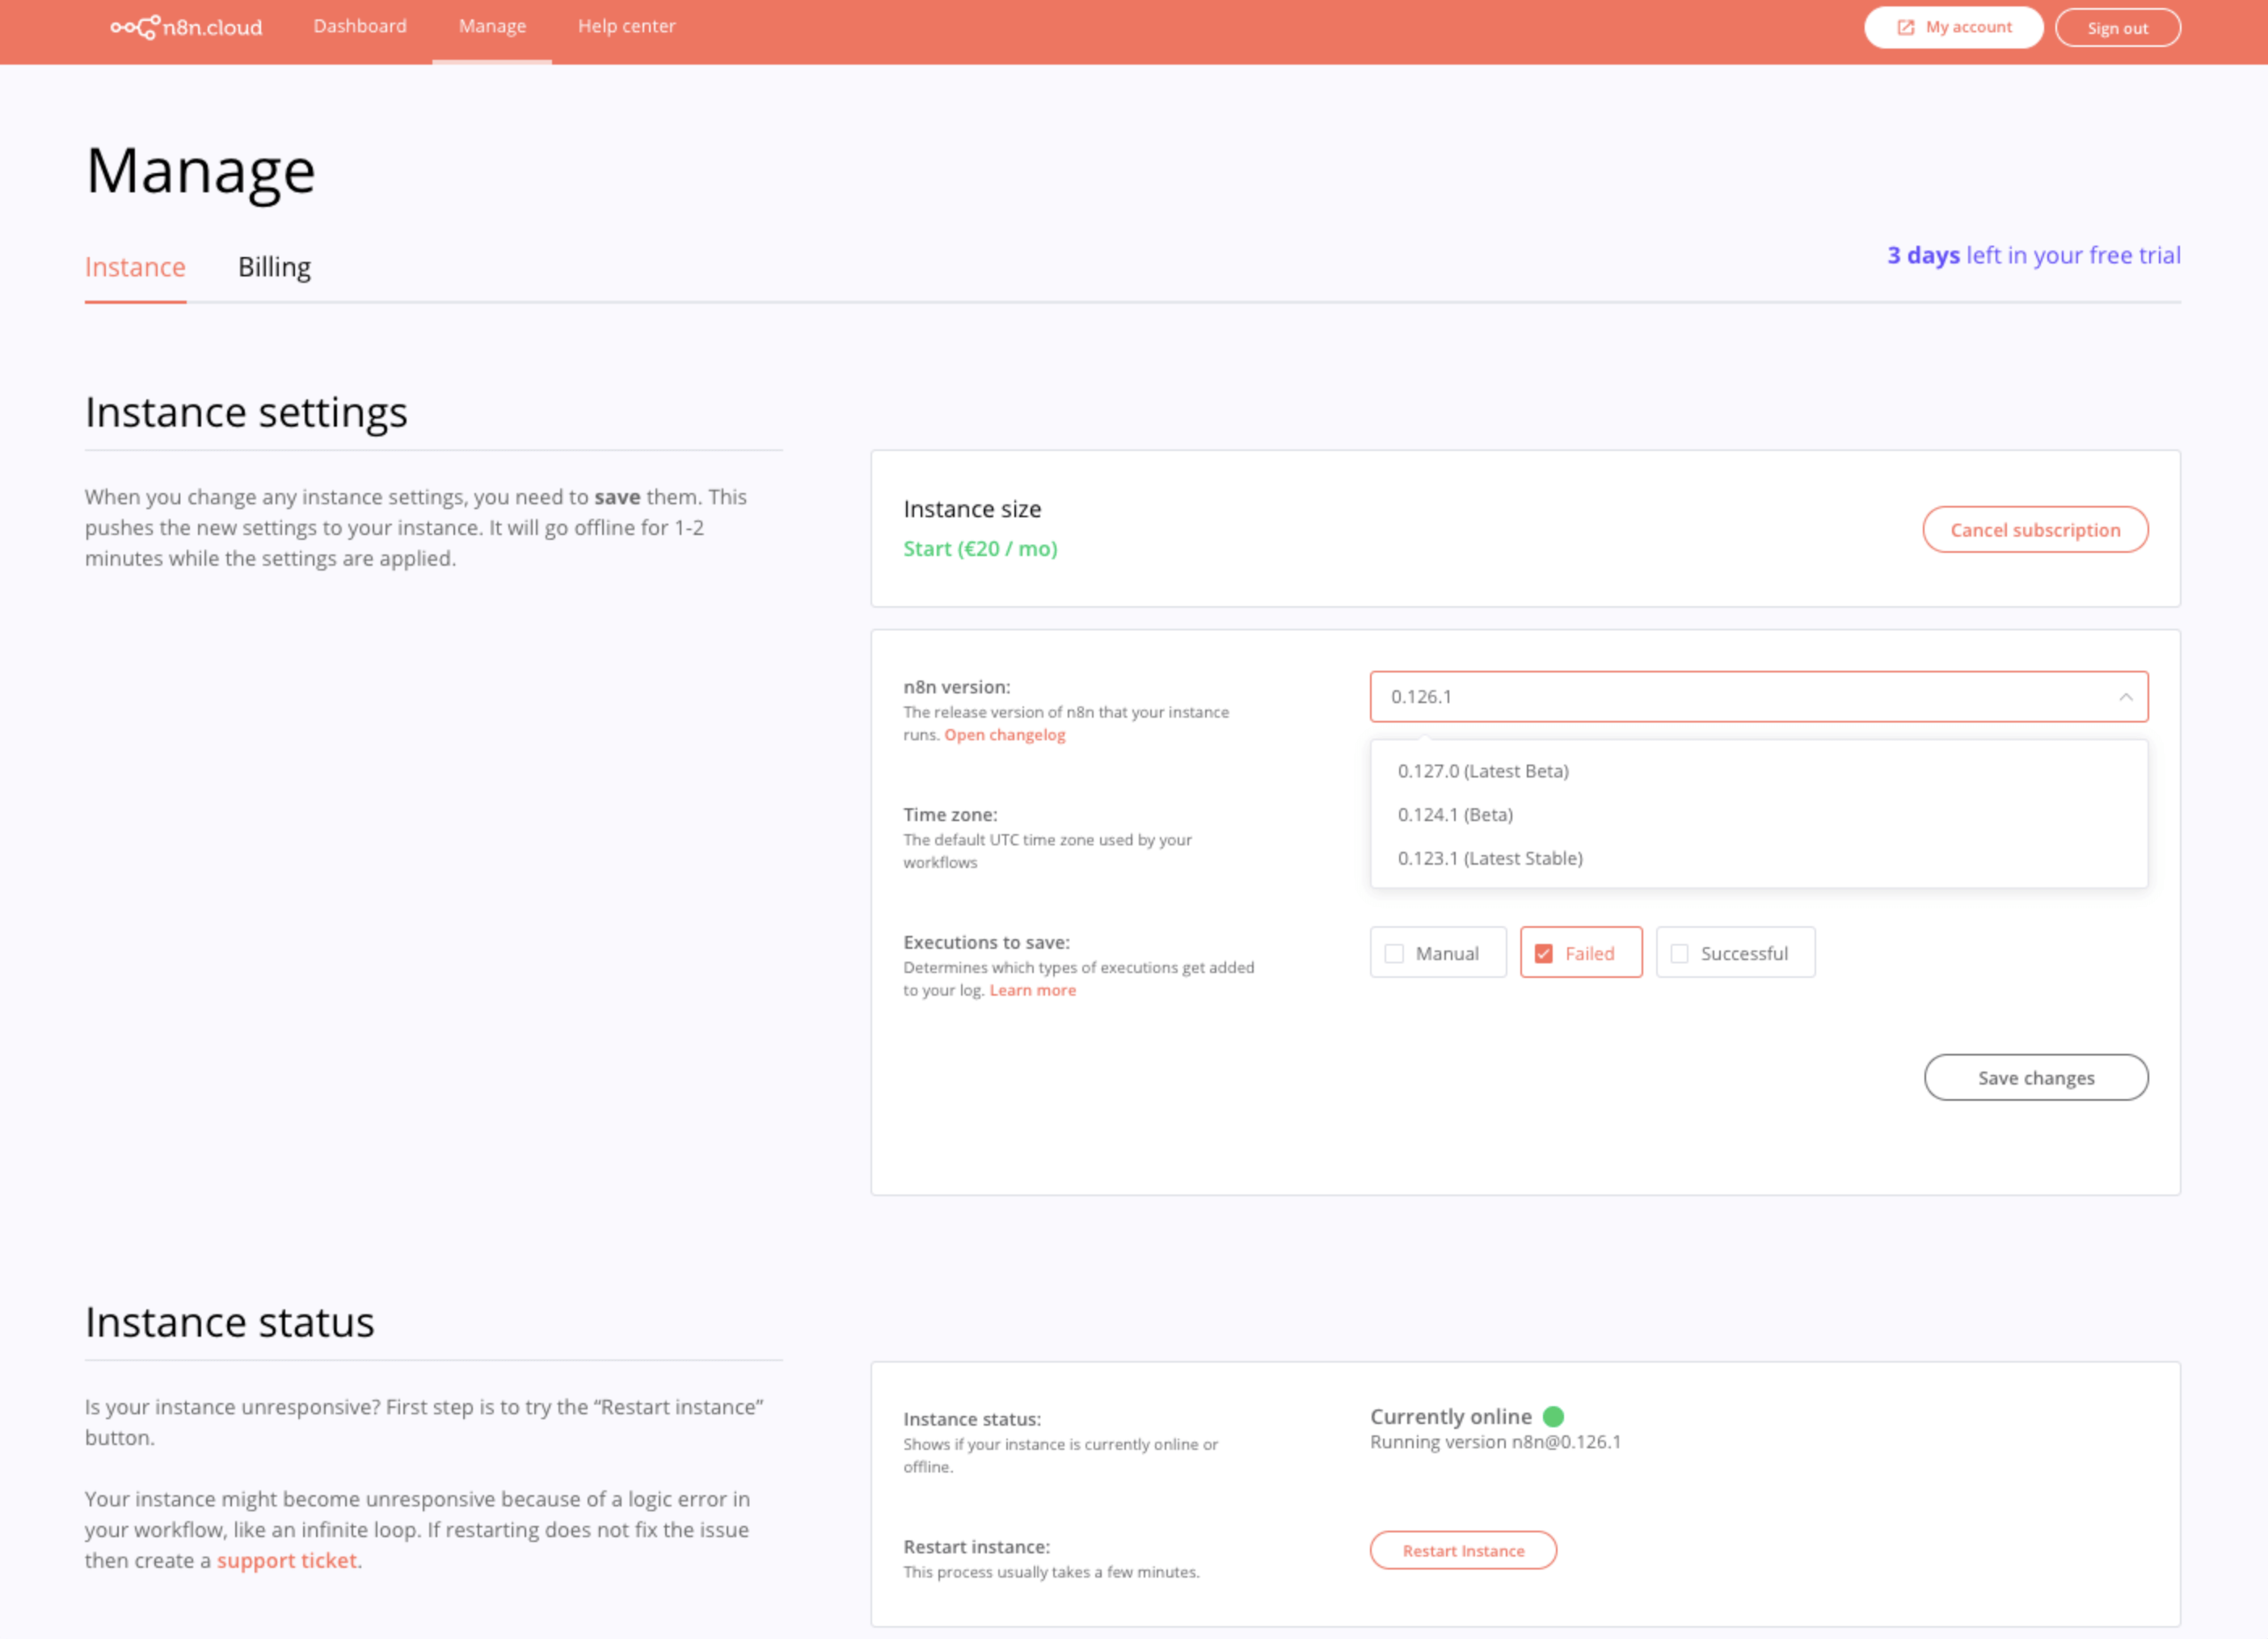 n8n.cloud Dashboard Manage Help center My account Sign out
Manage
Instance Billing 3 days left in your free trial
Instance settings
When you change any instance settings, you need to save them. This
pushes the new settings to your instance. It will go offline for 1-2
minutes while the settings are applied.
Instance size
Start (€20 / mo)
Cancel subscription
n8n version:
The release version of n8n that your instance
runs. Open changelog
0.126.1
0.127.0 (Latest Beta)
0.124.1 (Beta)
0.123.1 (Latest Stable)
Time zone:
The default UTC time zone used by your
workflows
Executions to save:
Determines which types of executions get added
to your log. Learn more
Manual Failed Successful
Save changes
Instance status
Is your instance unresponsive? First step is to try the “Restart instance”
button.
Your instance might become unresponsive because of a logic error in
your workflow, like an infinite loop. If restarting does not fix the issue
then create a support ticket.
Instance status:
Shows if your instance is currently online or
offline.
Currently online
Running version n8n@0.126.1
Restart instance:
This process usually takes a few minutes.
Restart Instance